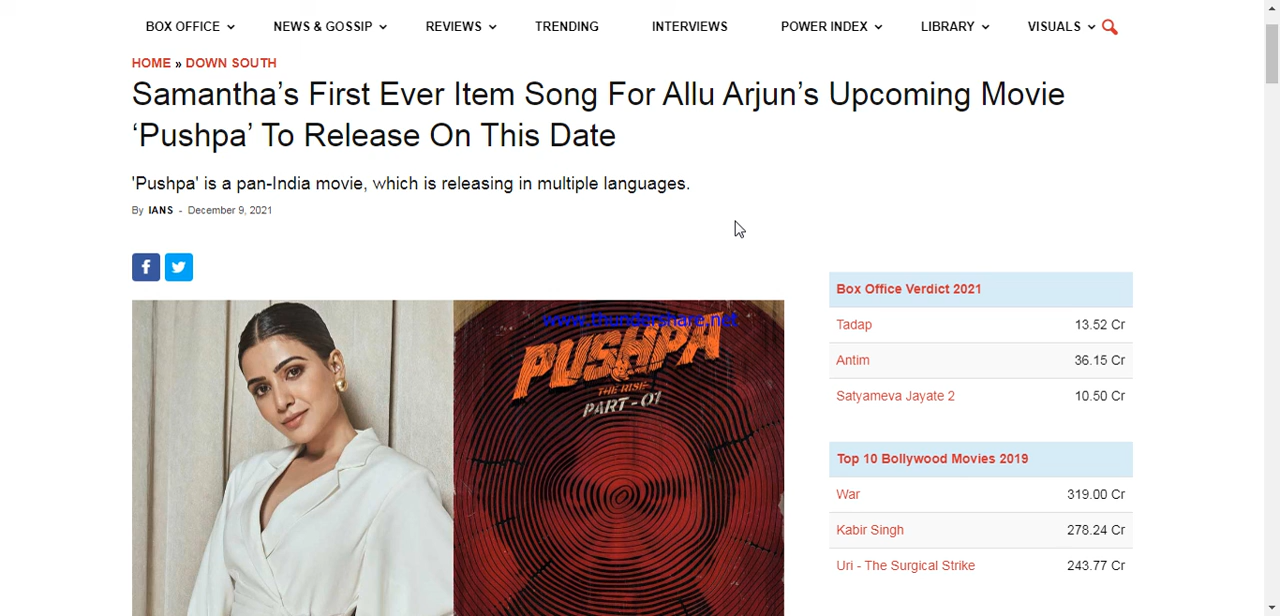 BOX OFFICE NEWS & GOSSIP REVIEWS TRENDING INTERVIEWS POWER INDEX LIBRARY VISUALS
HOME » DOWN SOUTH
Samantha’s First Ever Item Song For Allu Arjun’s Upcoming Movie
‘Pushpa’ To Release On This Date
'Pushpa' is a pan-India movie, which is releasing in multiple languages.
By IANS - December 9, 2021
www.thundershare.net
PUSHPA
THE RISE
PART - 01
Box Office Verdict 2021
Tadap 13.52 Cr
Antim 36.15 Cr
Satyameva Jayate 2 10.50 Cr
Top 10 Bollywood Movies 2019
War 319.00 Cr
Kabir Singh 278.24 Cr
Uri - The Surgical Strike 243.77 Cr